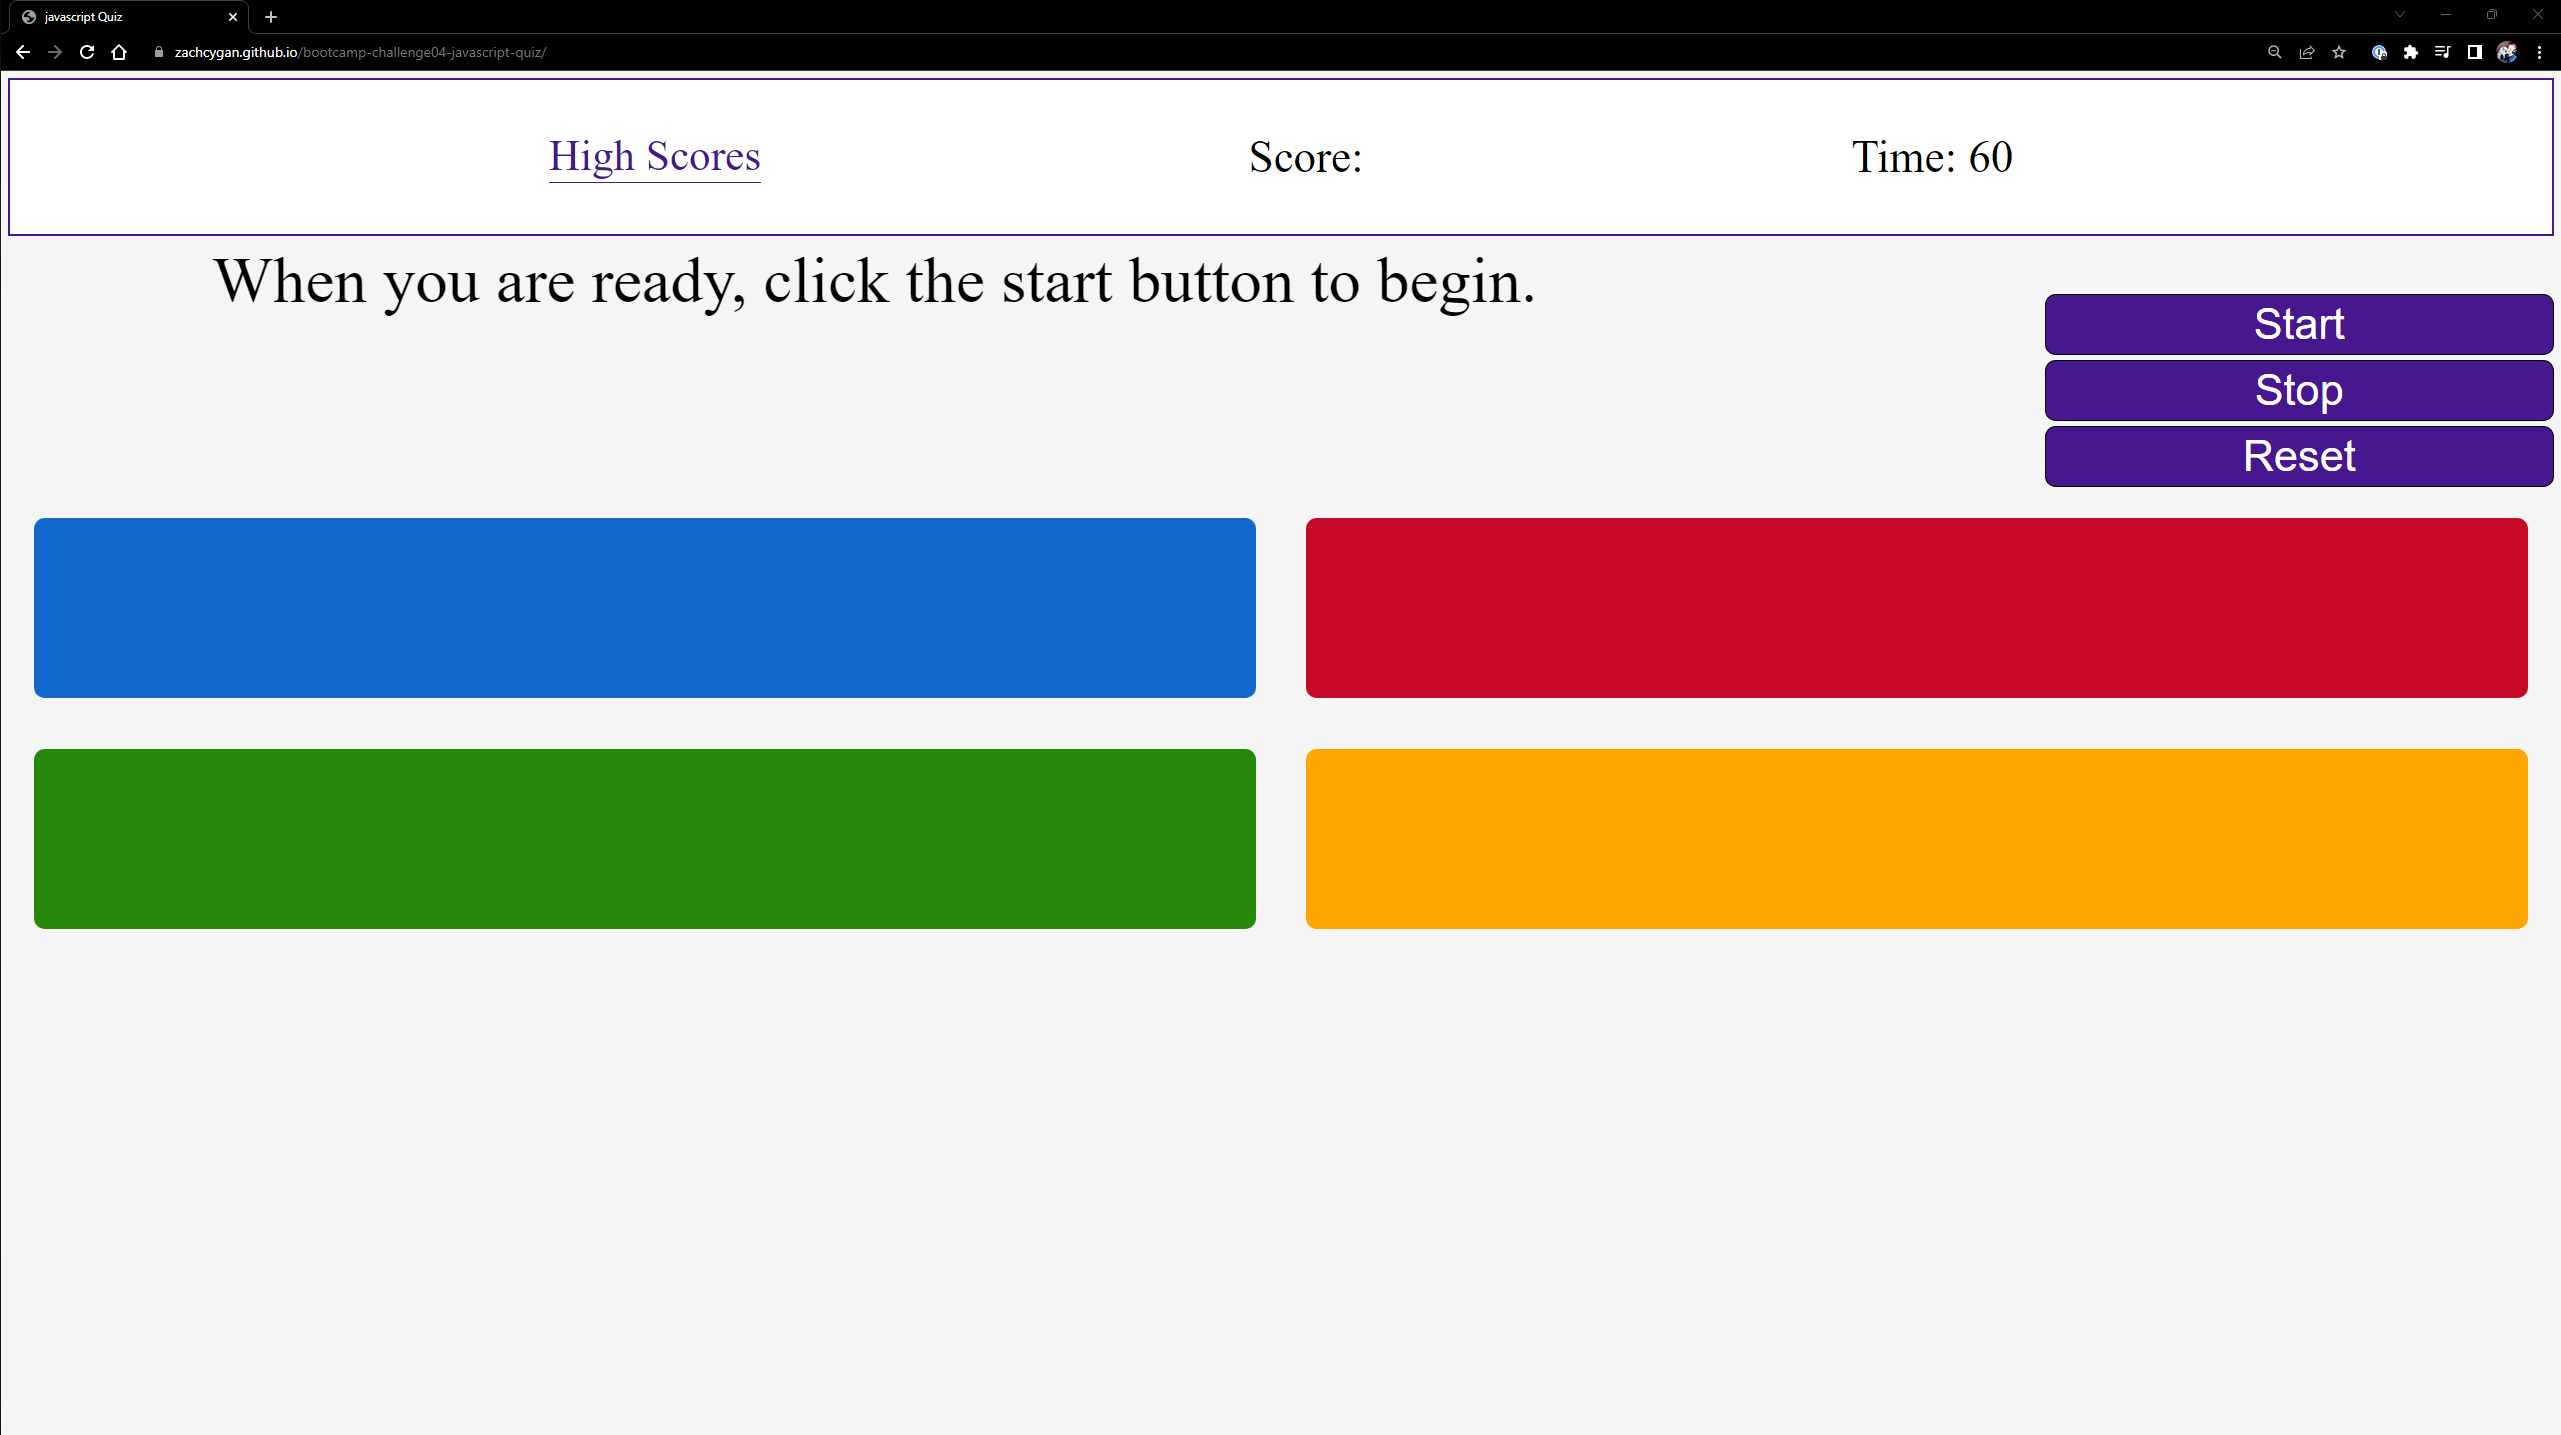 javascript Quiz
zachcygan.github.io/bootcamp-challenge04-javascript-quiz/
High Scores Score: Time: 60
When you are ready, click the start button to begin.
Start
Stop
Reset